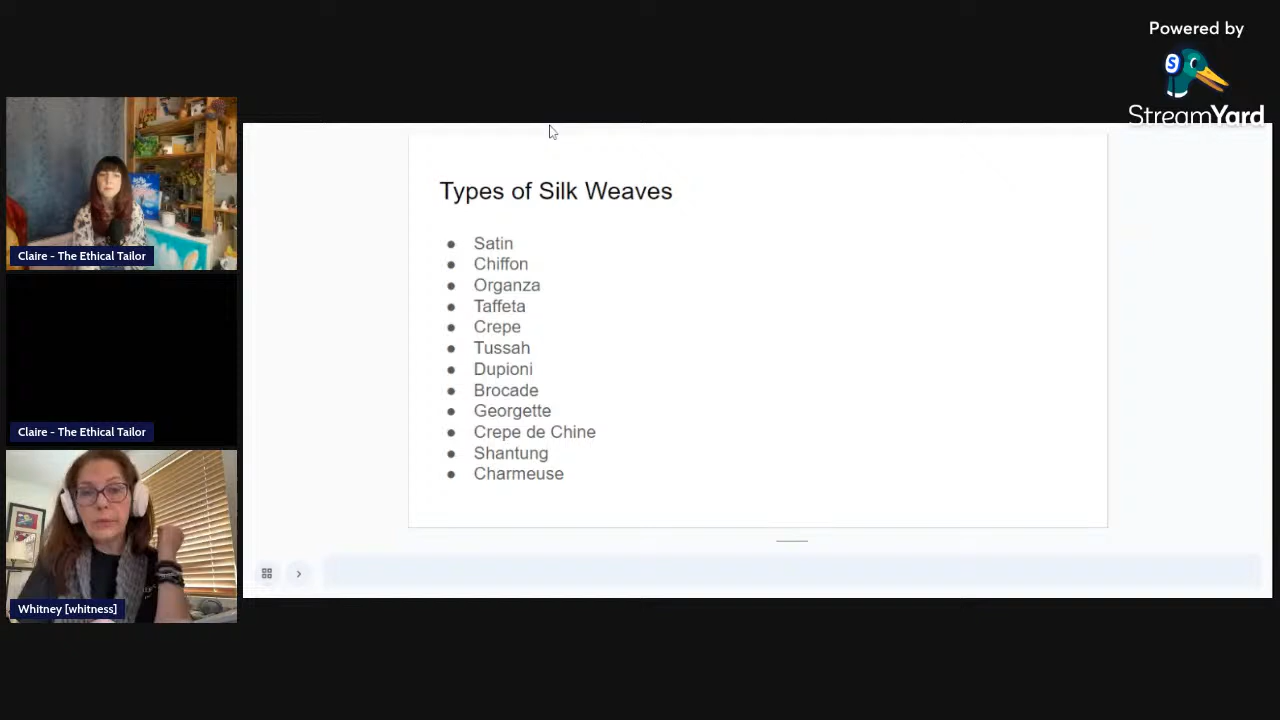 Powered by
S
StreamYard
Claire - The Ethical Tailor
Claire - The Ethical Tailor
Whitney [whitness]
Types of Silk Weaves
● Satin
● Chiffon
● Organza
● Taffeta
● Crepe
● Tussah
● Dupioni
● Brocade
● Georgette
● Crepe de Chine
● Shantung
● Charmeuse